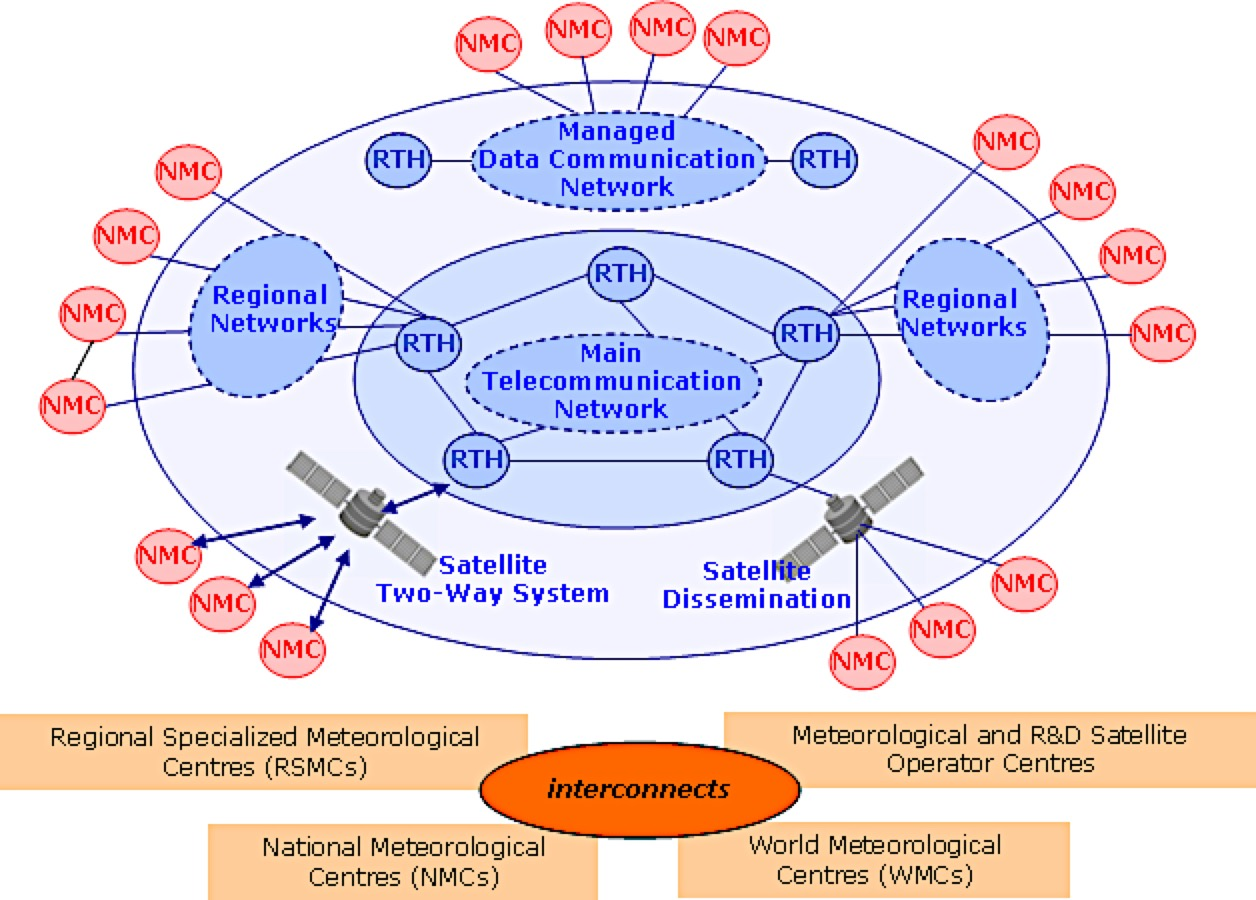 NMC
NMC
NMC
NMC
Managed
Data Communication
Network
RTH
RTH
NMC
NMC
NMC
NMC
NMC
NMC
NMC
NMC
Regional
Networks
Regional
Networks
RTH
RTH
RTH
Main
Telecommunication
Network
RTH
RTH
NMC
NMC
NMC
Satellite
Two-Way System
Satellite
Dissemination
NMC
NMC
NMC
Regional Specialized Meteorological
Centres (RSMCs)
Meteorological and R&D Satellite
Operator Centres
interconnects
National Meteorological
Centres (NMCs)
World Meteorological
Centres (WMCs)